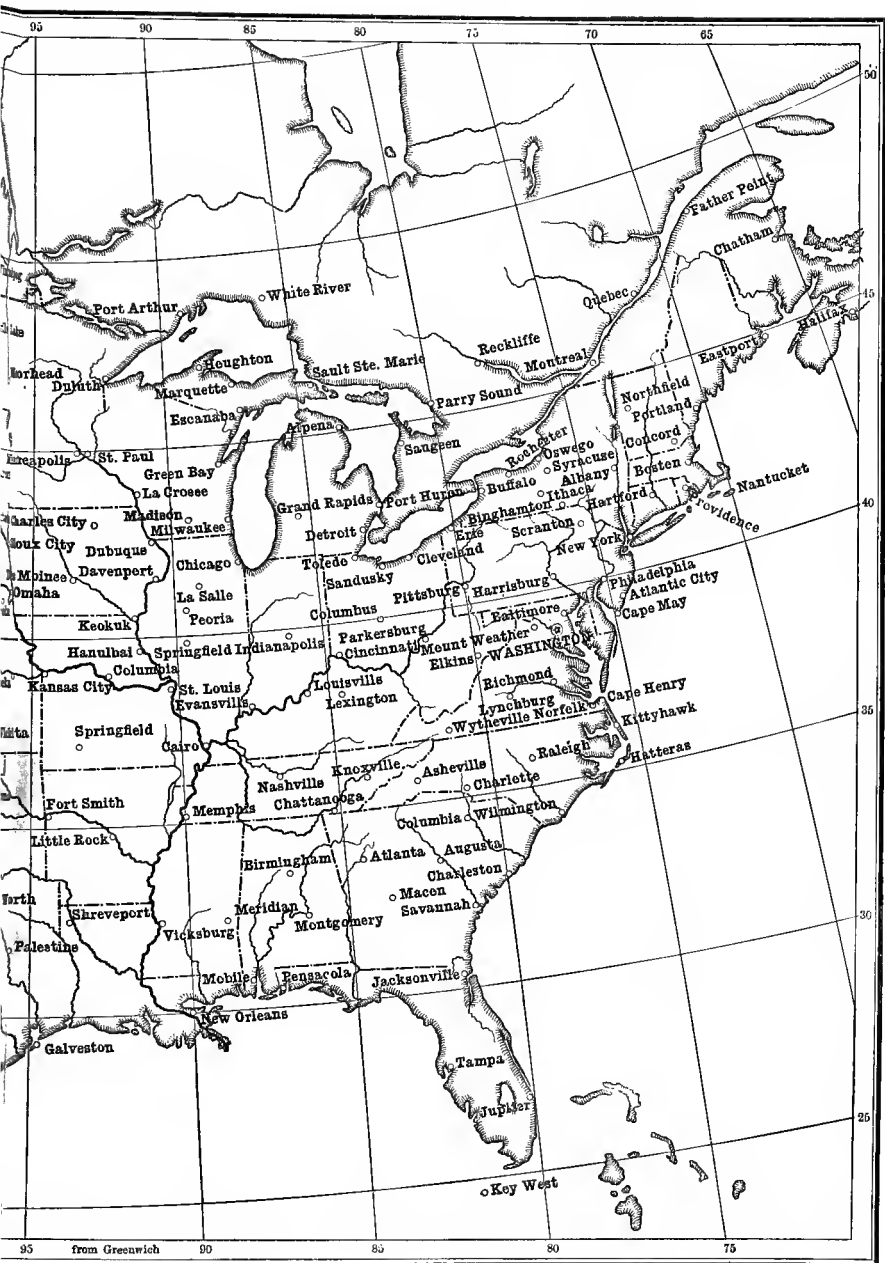 95 90 85 80 75 70 65
50
Father Point
Chatham
White River
Quebec
45
Port Arthur
Halifax
Reckliffe
Montreal
Eastport
Houghton
Sault Ste. Marie
Duluth
Marquette
Parry Sound
Northfield
Portland
Escanaba
Alpena
Saugeen
Rochester
Oswego
Concord
St. Paul
Syracuse
Green Bay
Buffalo
Albany
Boston
La Crosse
Grand Rapids
Port Huron
Ithaca
Hartford
Nantucket
Charles City
Madison
Milwaukee
Binghamton
Providence
40
Detroit
Erie
Scranton
Sioux City
Dubuque
New York
Chicago
Toledo
Cleveland
Davenport
Sandusky
Philadelphia
Omaha
La Salle
Pittsburg
Harrisburg
Atlantic City
Peoria
Columbus
Baltimore
Cape May
Keokuk
Parkersburg
Hanulbai
Springfield
Indianapolis
Cincinnati
Mount Weather
WASHINGTON
Columbia
Elkins
Kansas City
St. Louis
Louisville
Richmond
Evansville
Lexington
Lynchburg
Cape Henry
35
Wytheville
Norfolk
Kittyhawk
Springfield
Cairo
Raleigh
Hatteras
Nashville
Knoxville
Asheville
Charlotte
Fort Smith
Memphis
Chattanooga
Columbia
Wilmington
Little Rock
Birmingham
Atlanta
Augusta
Charleston
Macon
Shreveport
Meridian
Savannah
Vicksburg
Montgomery
30
Palestine
Mobile
Pensacola
Jacksonville
New Orleans
Galveston
Tampa
Jupiter
25
Key West
95 from Greenwich 90 85 80 75